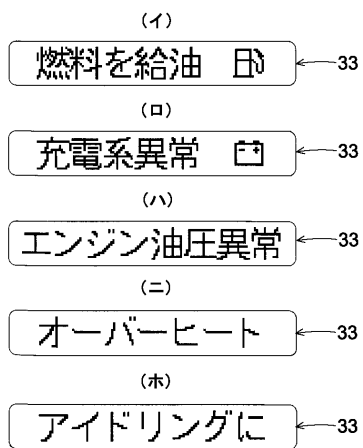 (イ)
燃料を給油 33
(ロ)
充電系異常 33
(ハ)
エンジン油圧異常 33
(ニ)
オーバーヒート 33
(ホ)
アイドリングに 33